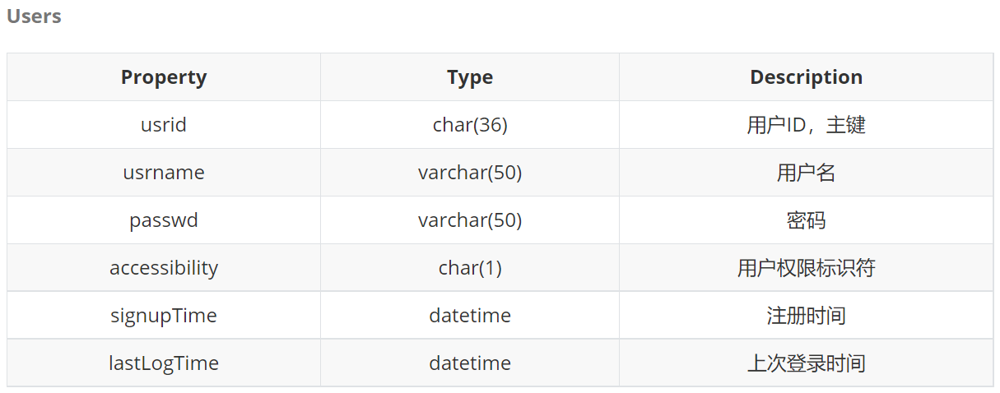 Users
Property Type Description
usrid char(36) 用户ID，主键
usrname varchar(50) 用户名
passwd varchar(50) 密码
accessibility char(1) 用户权限标识符
signupTime datetime 注册时间
lastLogTime datetime 上次登录时间